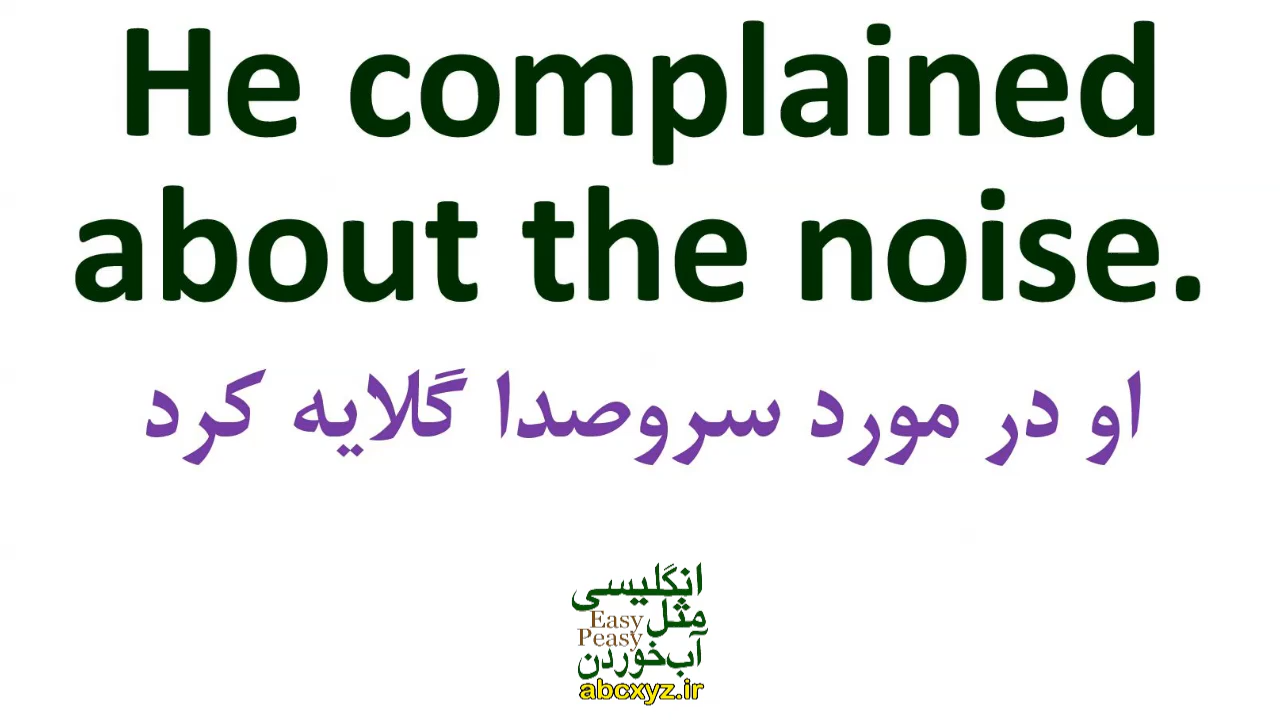 He complained
about the noise.
او در مورد سروصدا گلایه کرد
انگلیسی
مثل
Easy
Peasy
آب‌خوردن
abcxyz.ir